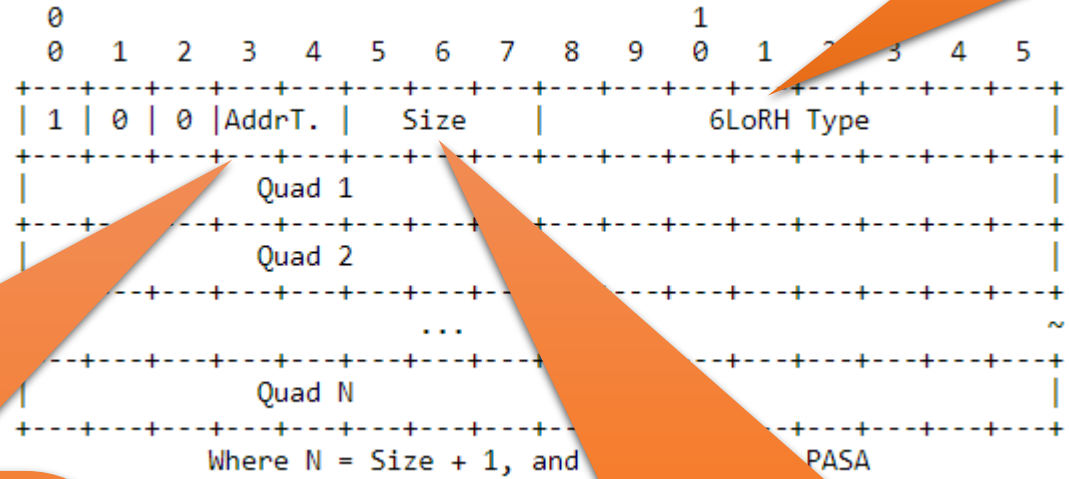 0 1
0 1 2 3 4 5 6 7 8 9 0 1 2 3 4 5
+---+---+---+---+---+---+---+---+---+---+---+---+---+---+---+---+
| 1 | 0 | 0 |AddrT. | Size | 6LoRH Type |
+---+---+---+---+---+---+---+---+---+---+---+---+---+---+---+---+
| Quad 1 |
+---+---+---+---+---+---+---+---+---+---+---+---+---+---+
| Quad 2 |
--+---+---+---+---+---+---+---+---+---+---+---+---+
... ~
--+---+---+---+---+---+---+---+---+---+---+---+---+
| Quad N |
+---+---+---+---+---+---+---+---+---+---+---+---+
Where N = Size + 1, and PASA